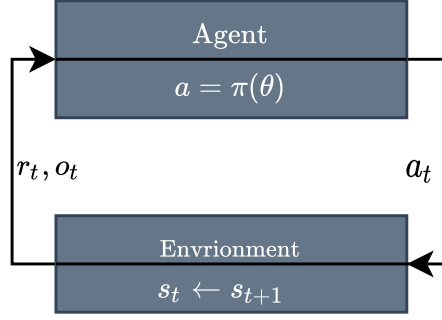 Agent
a = π(θ)
r_t, o_t
a_t
Envrionment
s_t ← s_{t+1}